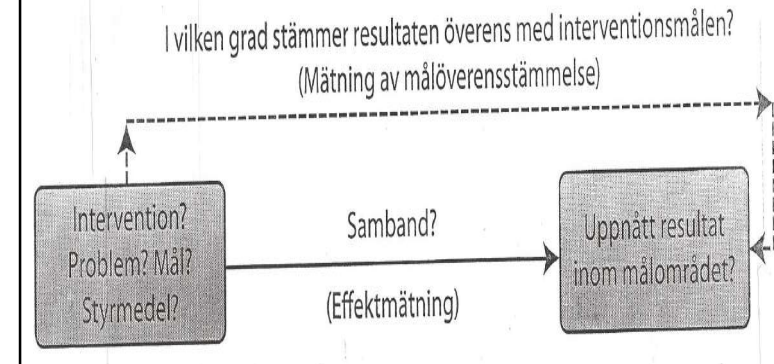 I vilken grad stämmer resultaten överens med interventionsmålen?
(Mätning av målöverensstämmelse)
Intervention?
Problem? Mål?
Styrmedel?
Samband?
(Effektmätning)
Uppnått resultat
inom målområdet?